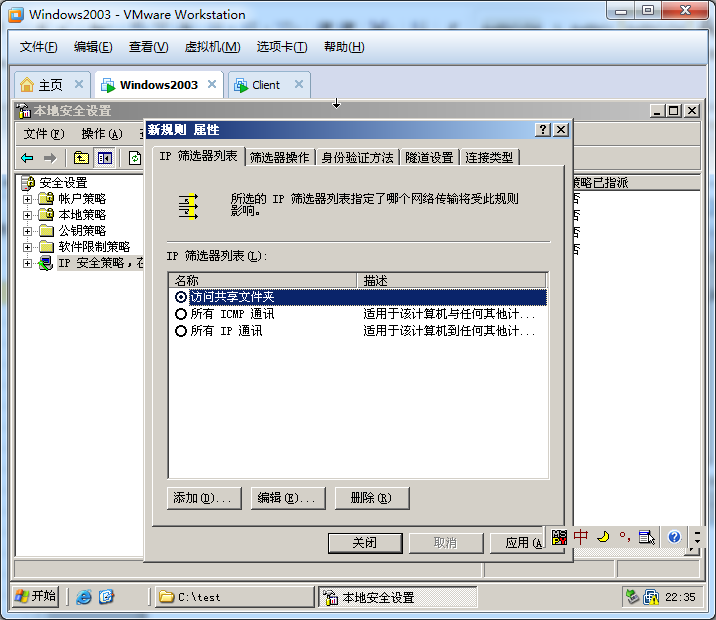 Windows2003 - VMware Workstation
文件(F) 编辑(E) 查看(V) 虚拟机(M) 选项卡(T) 帮助(H)
主页 Windows2003 Client
本地安全设置
文件(F) 操作(A)
新规则 属性
IP 筛选器列表 筛选器操作 身份验证方法 隧道设置 连接类型
安全设置
帐户策略
本地策略
公钥策略
软件限制策略
IP 安全策略，在
策略已指派
否
否
否
所选的 IP 筛选器列表指定了哪个网络传输将受此规则
影响。
IP 筛选器列表(L):
名称 描述
访问共享文件夹
所有 ICMP 通讯 适用于该计算机与任何其他计...
所有 IP 通讯 适用于该计算机到任何其他计...
添加(D)... 编辑(E)... 删除(R)
关闭 取消 应用(A
中
开始 C:\test 本地安全设置 22:35